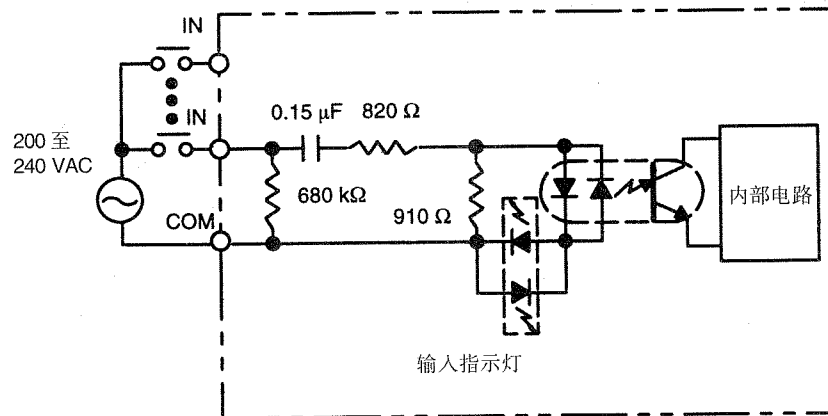 IN
IN
0.15 μF
820 Ω
200 至
240 VAC
680 kΩ
910 Ω
COM
内部电路
输入指示灯